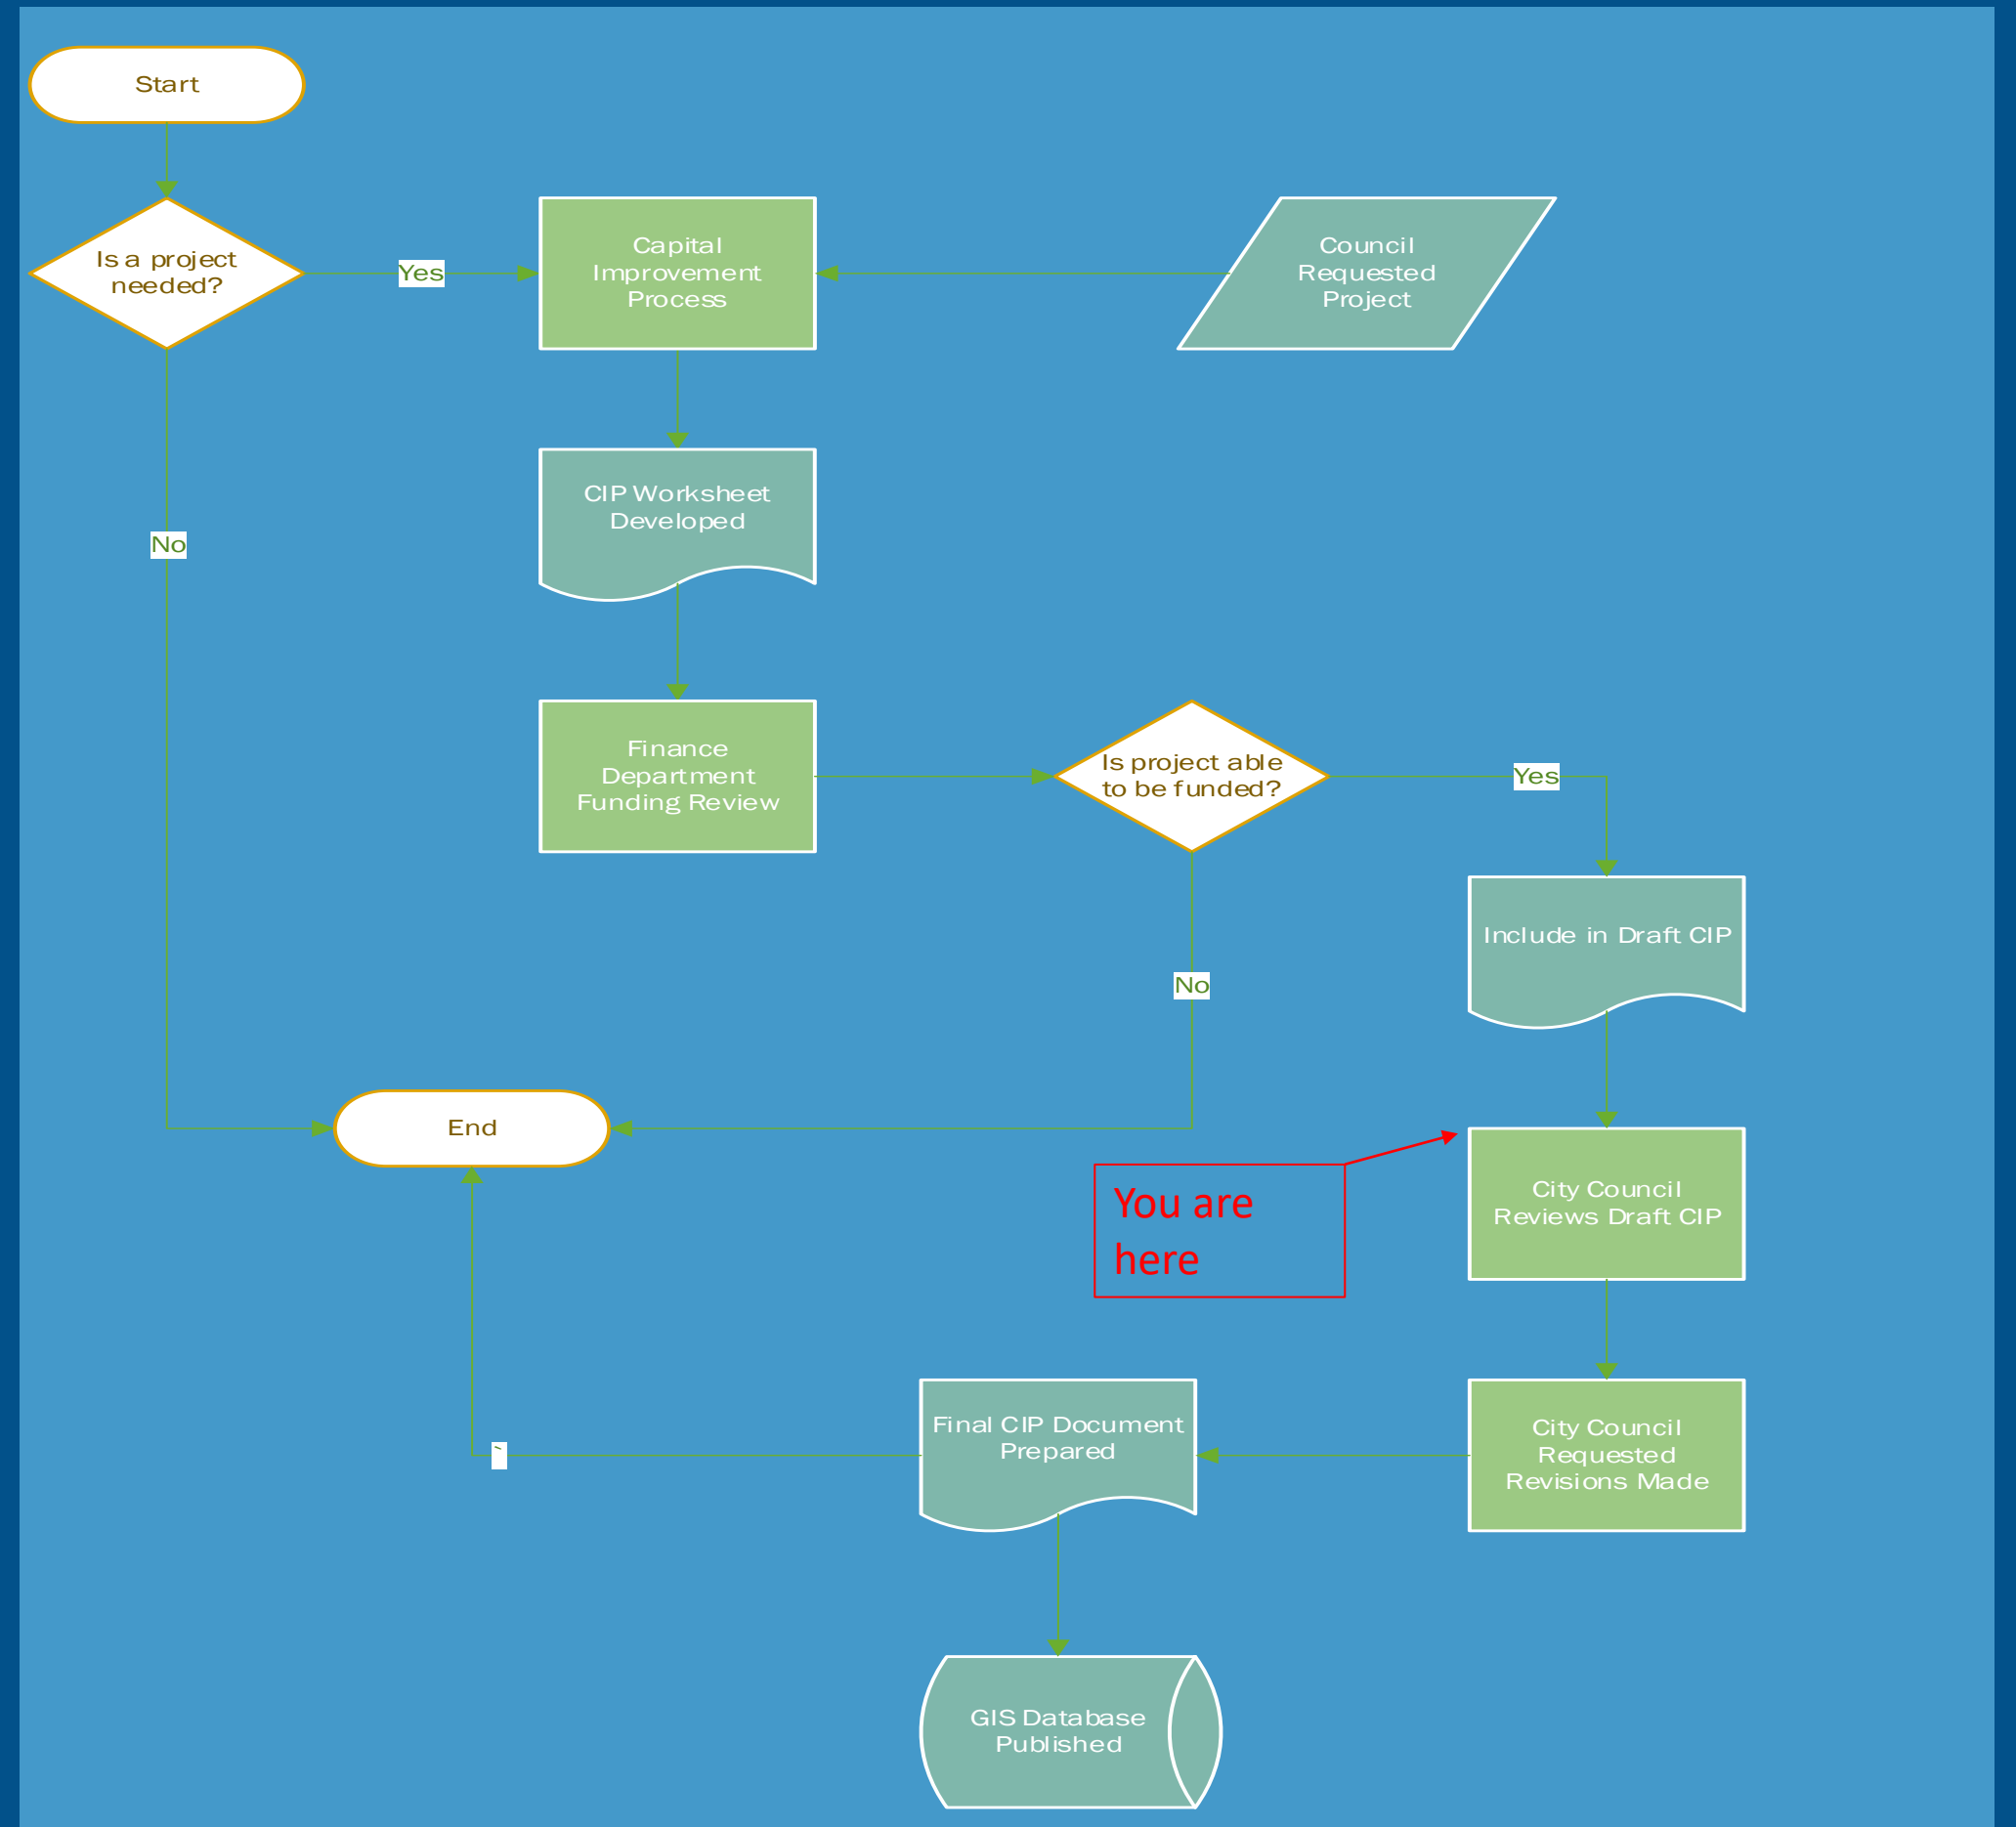 Start
Is a project
needed?
Yes
Capital
Improvement
Process
Council
Requested
Project
CIP Worksheet
Developed
No
Finance
Department
Funding Review
Is project able
to be funded?
Yes
Include in Draft CIP
No
End
You are
here
City Council
Reviews Draft CIP
Final CIP Document
Prepared
`
City Council
Requested
Revisions Made
GIS Database
Published